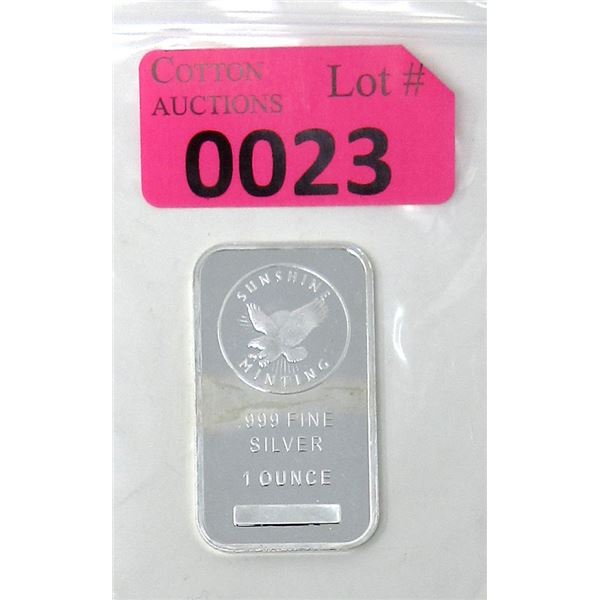 COTTON
AUCTIONS
Lot #
0023
SUNSHINE
MINTING
.999 FINE
SILVER
1 OUNCE